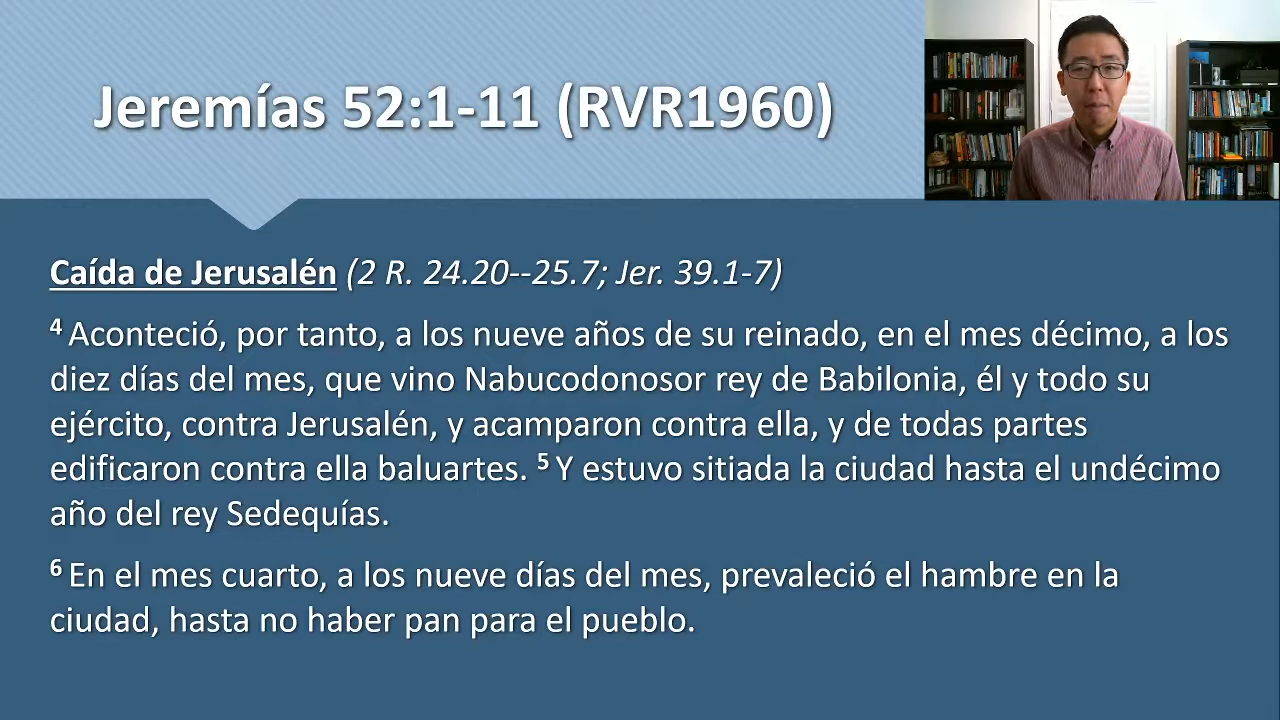 Jeremías 52:1-11 (RVR1960)
Caída de Jerusalén (2 R. 24.20--25.7; Jer. 39.1-7)
4 Aconteció, por tanto, a los nueve años de su reinado, en el mes décimo, a los
diez días del mes, que vino Nabucodonosor rey de Babilonia, él y todo su
ejército, contra Jerusalén, y acamparon contra ella, y de todas partes
edificaron contra ella baluartes. 5 Y estuvo sitiada la ciudad hasta el undécimo
año del rey Sedequías.
6 En el mes cuarto, a los nueve días del mes, prevaleció el hambre en la
ciudad, hasta no haber pan para el pueblo.